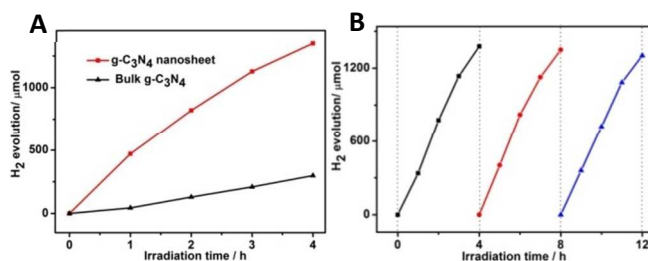 A
H2 evolution/ μmol
1000
500
0
g-C3N4 nanosheet
Bulk g-C3N4
0 1 2 3 4
Irradiation time / h
B
H2 evolution/ μmol
1200
600
0
0 4 8 12
Irradiation time / h